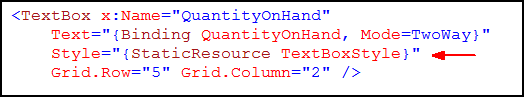 <TextBox x:Name="QuantityOnHand"
Text="{Binding QuantityOnHand, Mode=TwoWay}"
Style="{StaticResource TextBoxStyle}"
Grid.Row="5" Grid.Column="2" />